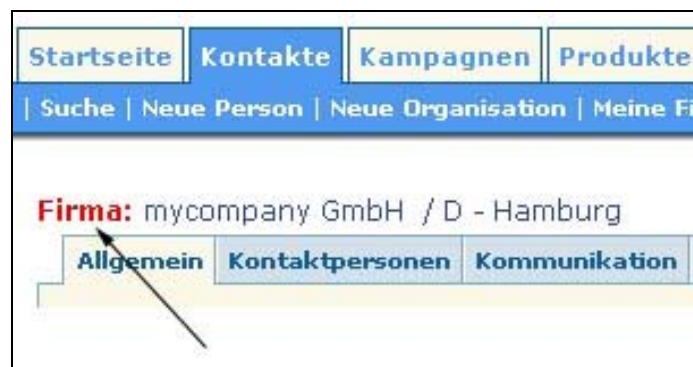 Startseite Kontakte Kampagnen Produkte
| Suche | Neue Person | Neue Organisation | Meine
Firma: mycompany GmbH / D - Hamburg
Allgemein Kontaktpersonen Kommunikation